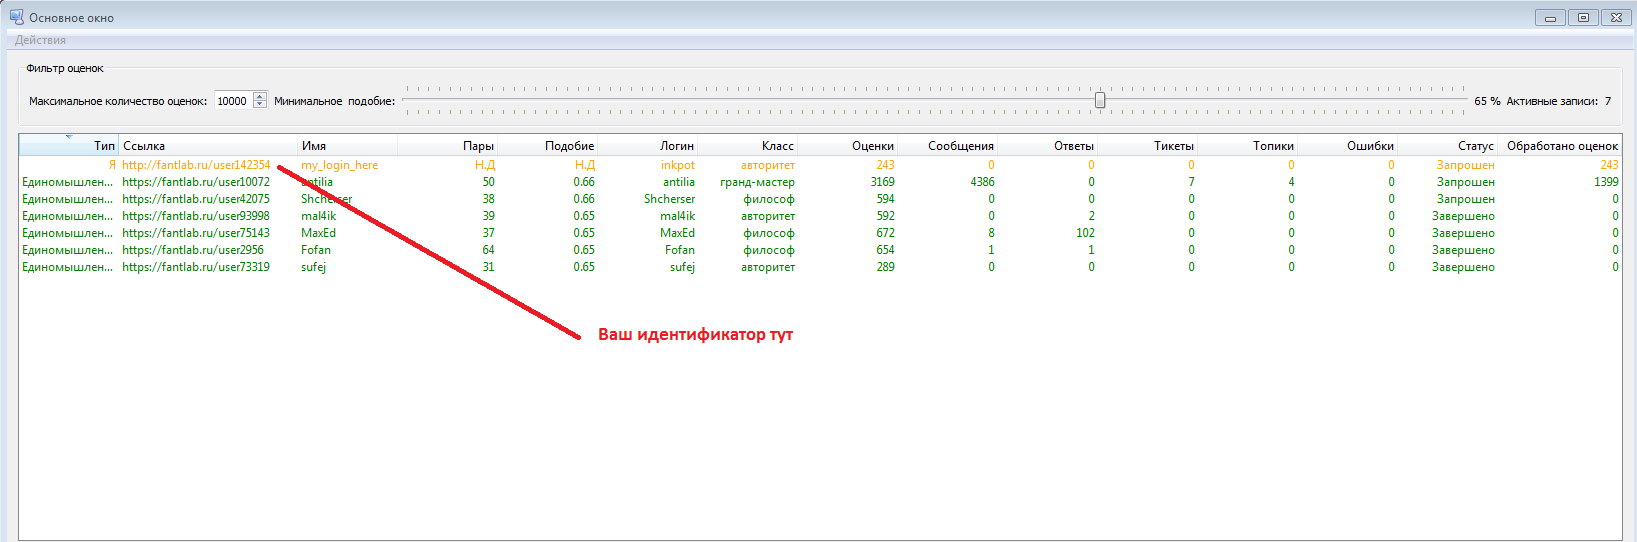 Основное окно
Действия
Фильтр оценок
Максимальное количество оценок: 10000 Минимальное подобие: 65 % Активные записи: 7
Тип Ссылка Имя Пары Подобие Логин Класс Оценки Сообщения Ответы Тикеты Топики Ошибки Статус Обработано оценок
Я http://fantlab.ru/user142354 my_login_here Н.Д Н.Д inkpot авторитет 243 0 0 0 0 0 Запрошен 243
Единомышлен... https://fantlab.ru/user10072 antilia 50 0.66 antilia гранд-мастер 3169 4386 0 7 4 0 Запрошен 1399
Единомышлен... https://fantlab.ru/user42075 Shcherser 38 0.66 Shcherser философ 594 0 0 0 0 0 Запрошен 0
Единомышлен... https://fantlab.ru/user93998 mal4ik 39 0.65 mal4ik авторитет 592 0 2 0 0 0 Завершено 0
Единомышлен... https://fantlab.ru/user75143 MaxEd 37 0.65 MaxEd философ 672 8 102 0 0 0 Завершено 0
Единомышлен... https://fantlab.ru/user2956 Fofan 64 0.65 Fofan философ 654 1 1 0 0 0 Завершено 0
Единомышлен... https://fantlab.ru/user73319 sufej 31 0.65 sufej авторитет 289 0 0 0 0 0 Завершено 0
Ваш идентификатор тут